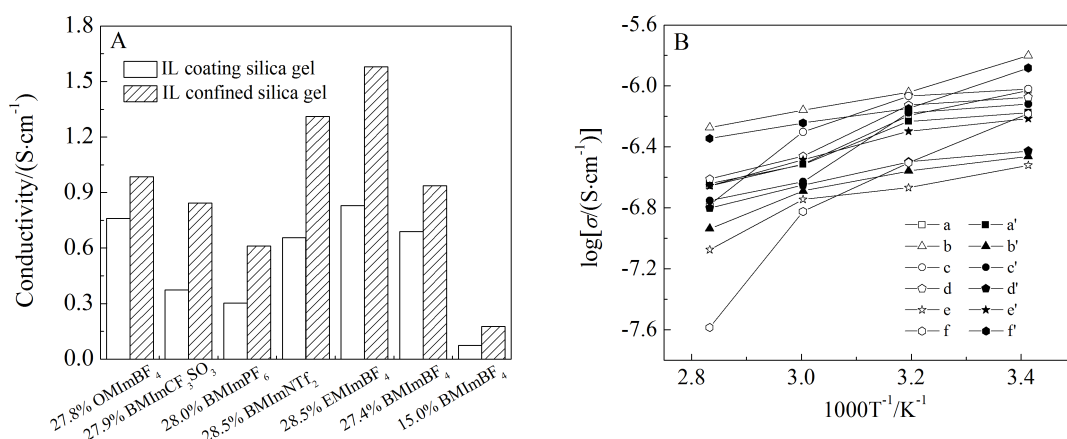 A
IL coating silica gel
IL confined silica gel
Conductivity/(S·cm⁻¹)
1.8
1.5
1.2
0.9
0.6
0.3
0.0
27.8% OMImBF₄
27.9% BMImCF₃SO₃
28.0% BMImPF₆
28.5% BMImNTf₂
28.5% EMImBF₄
27.4% BMImBF₄
15.0% BMImBF₄
B
log[σ/(S·cm⁻¹)]
-5.6
-6.0
-6.4
-6.8
-7.2
-7.6
a a'
b b'
c c'
d d'
e e'
f f'
2.8 3.0 3.2 3.4
1000T⁻¹/K⁻¹